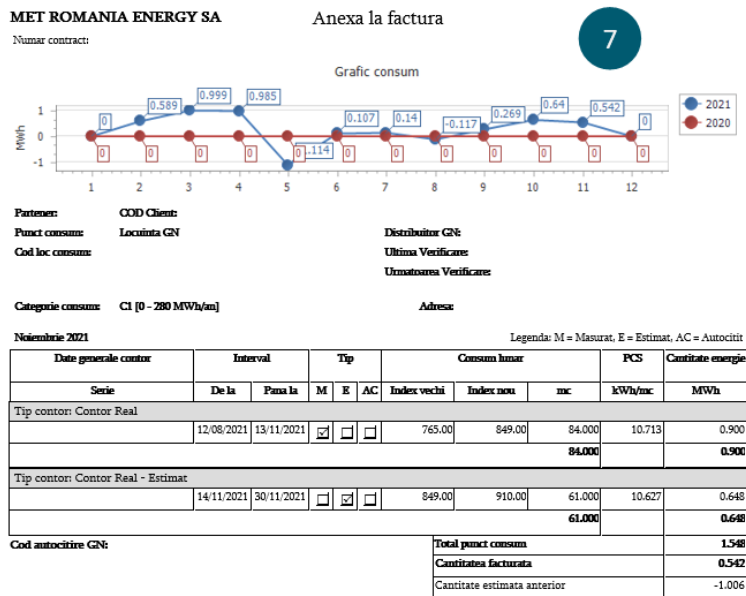 MET ROMANIA ENERGY SA
Anexa la factura
7
Numar contract:
Grafic consum
MWh
1
0
-1
0
0.589
0.999
0.985
.114
0.107
0.14
-0.117
0.269
0.64
0.542
0
0 0 0 0 0 0 0 0 0 0 0 0
1 2 3 4 5 6 7 8 9 10 11 12
2021
2020
Partener: COD Client:
Punct consum: Locuinta GN Distribuitor GN:
Cod loc consum: Ultima Verificare:
Urmatoarea Verificare:
Categorie consum: C1 [0 - 280 MWh/an] Adresa:
Noiembrie 2021 Legenda: M = Masurat, E = Estimat, AC = Autocitit
Date generale contor Interval Tip Consum lunar PCS Cantitate energie
Serie De la Pana la M E AC Index vechi Index nou mc kWh/mc MWh
Tip contor: Contor Real
12/08/2021 13/11/2021 765.00 849.00 84.000 10.713 0.900
84.000 0.900
Tip contor: Contor Real - Estimat
14/11/2021 30/11/2021 849.00 910.00 61.000 10.627 0.648
61.000 0.648
Cod autocitire GN: Total punct consum 1.548
Cantitatea facturata 0.542
Cantitate estimata anterior -1.006